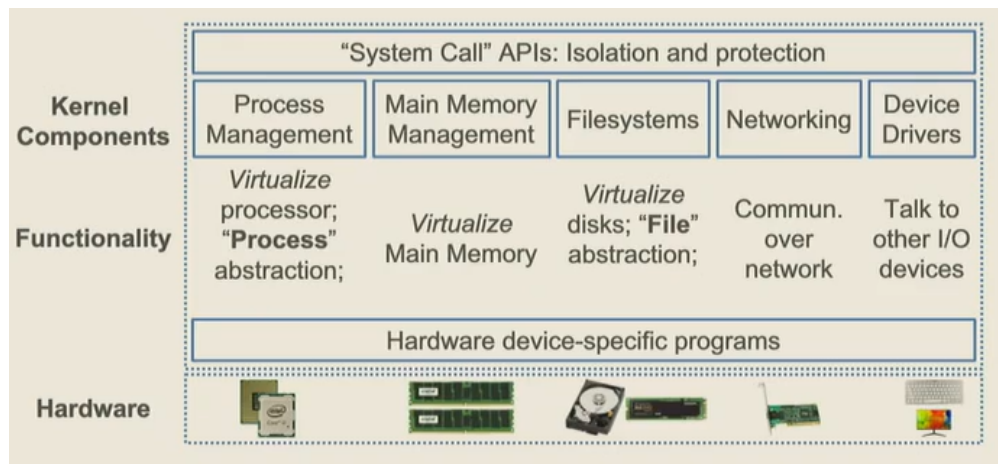 “System Call” APIs: Isolation and protection
Kernel
Components
Process
Management
Main Memory
Management
Filesystems
Networking
Device
Drivers
Functionality
Virtualize
processor;
“Process”
abstraction;
Virtualize
Main Memory
Virtualize
disks; “File”
abstraction;
Commun.
over
network
Talk to
other I/O
devices
Hardware device-specific programs
Hardware